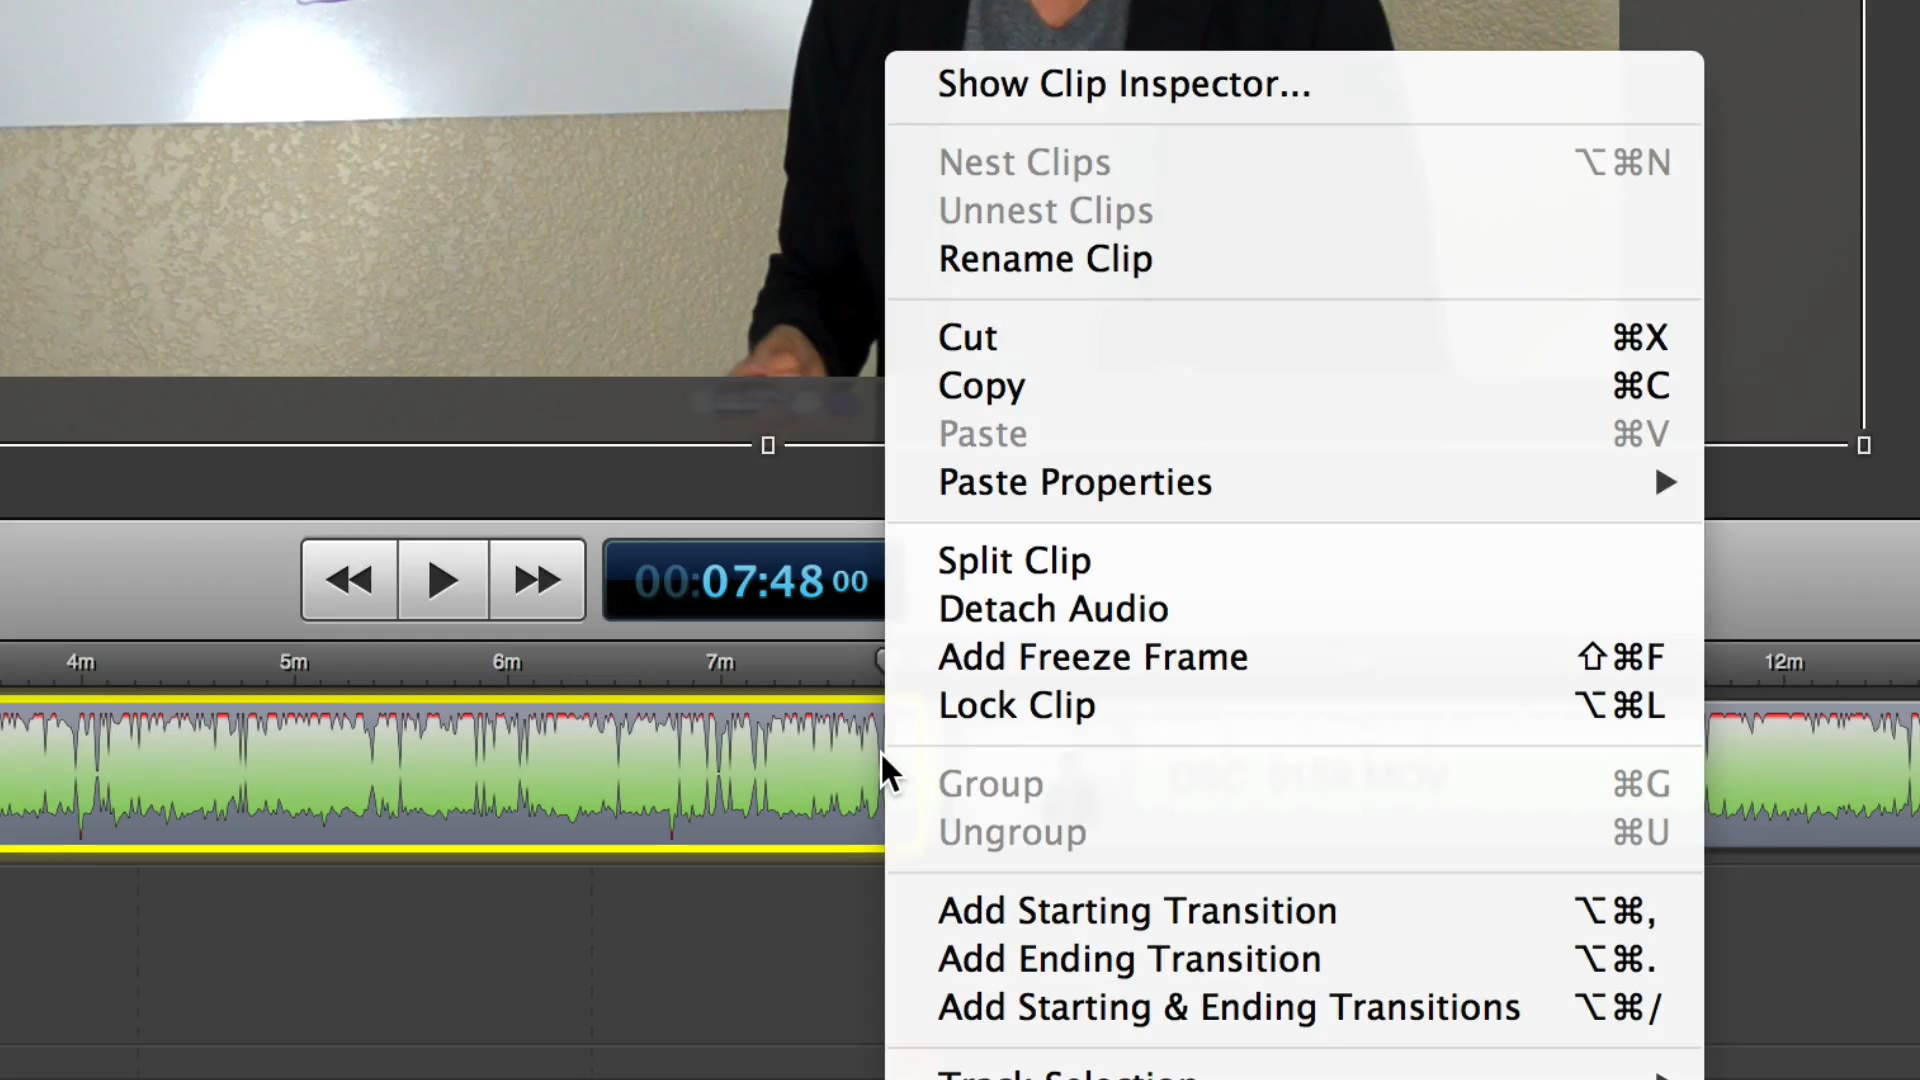 Show Clip Inspector...
Nest Clips ⌥⌘N
Unnest Clips
Rename Clip
Cut ⌘X
Copy ⌘C
Paste ⌘V
Paste Properties ▶
Split Clip
Detach Audio
Add Freeze Frame ⇧⌘F
Lock Clip ⌥⌘L
Group ⌘G
Ungroup ⌘U
Add Starting Transition ⌥⌘,
Add Ending Transition ⌥⌘.
Add Starting & Ending Transitions ⌥⌘/
Track Selection
00:07:48 00
4m 5m 6m 7m 12m